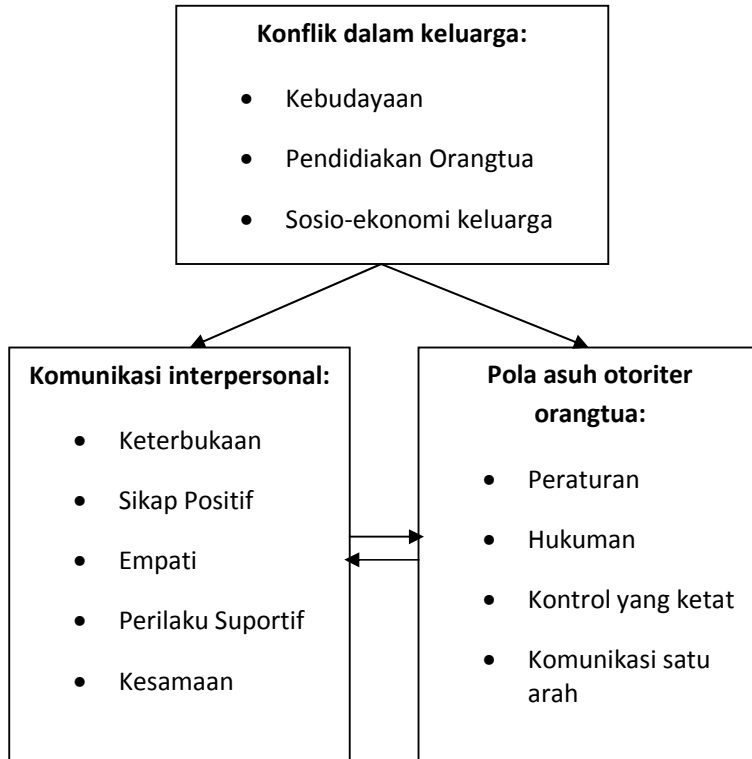 Konflik dalam keluarga:
• Kebudayaan
• Pendidiakan Orangtua
• Sosio-ekonomi keluarga
Komunikasi interpersonal:
• Keterbukaan
• Sikap Positif
• Empati
• Perilaku Suportif
• Kesamaan
Pola asuh otoriter
orangtua:
• Peraturan
• Hukuman
• Kontrol yang ketat
• Komunikasi satu
arah